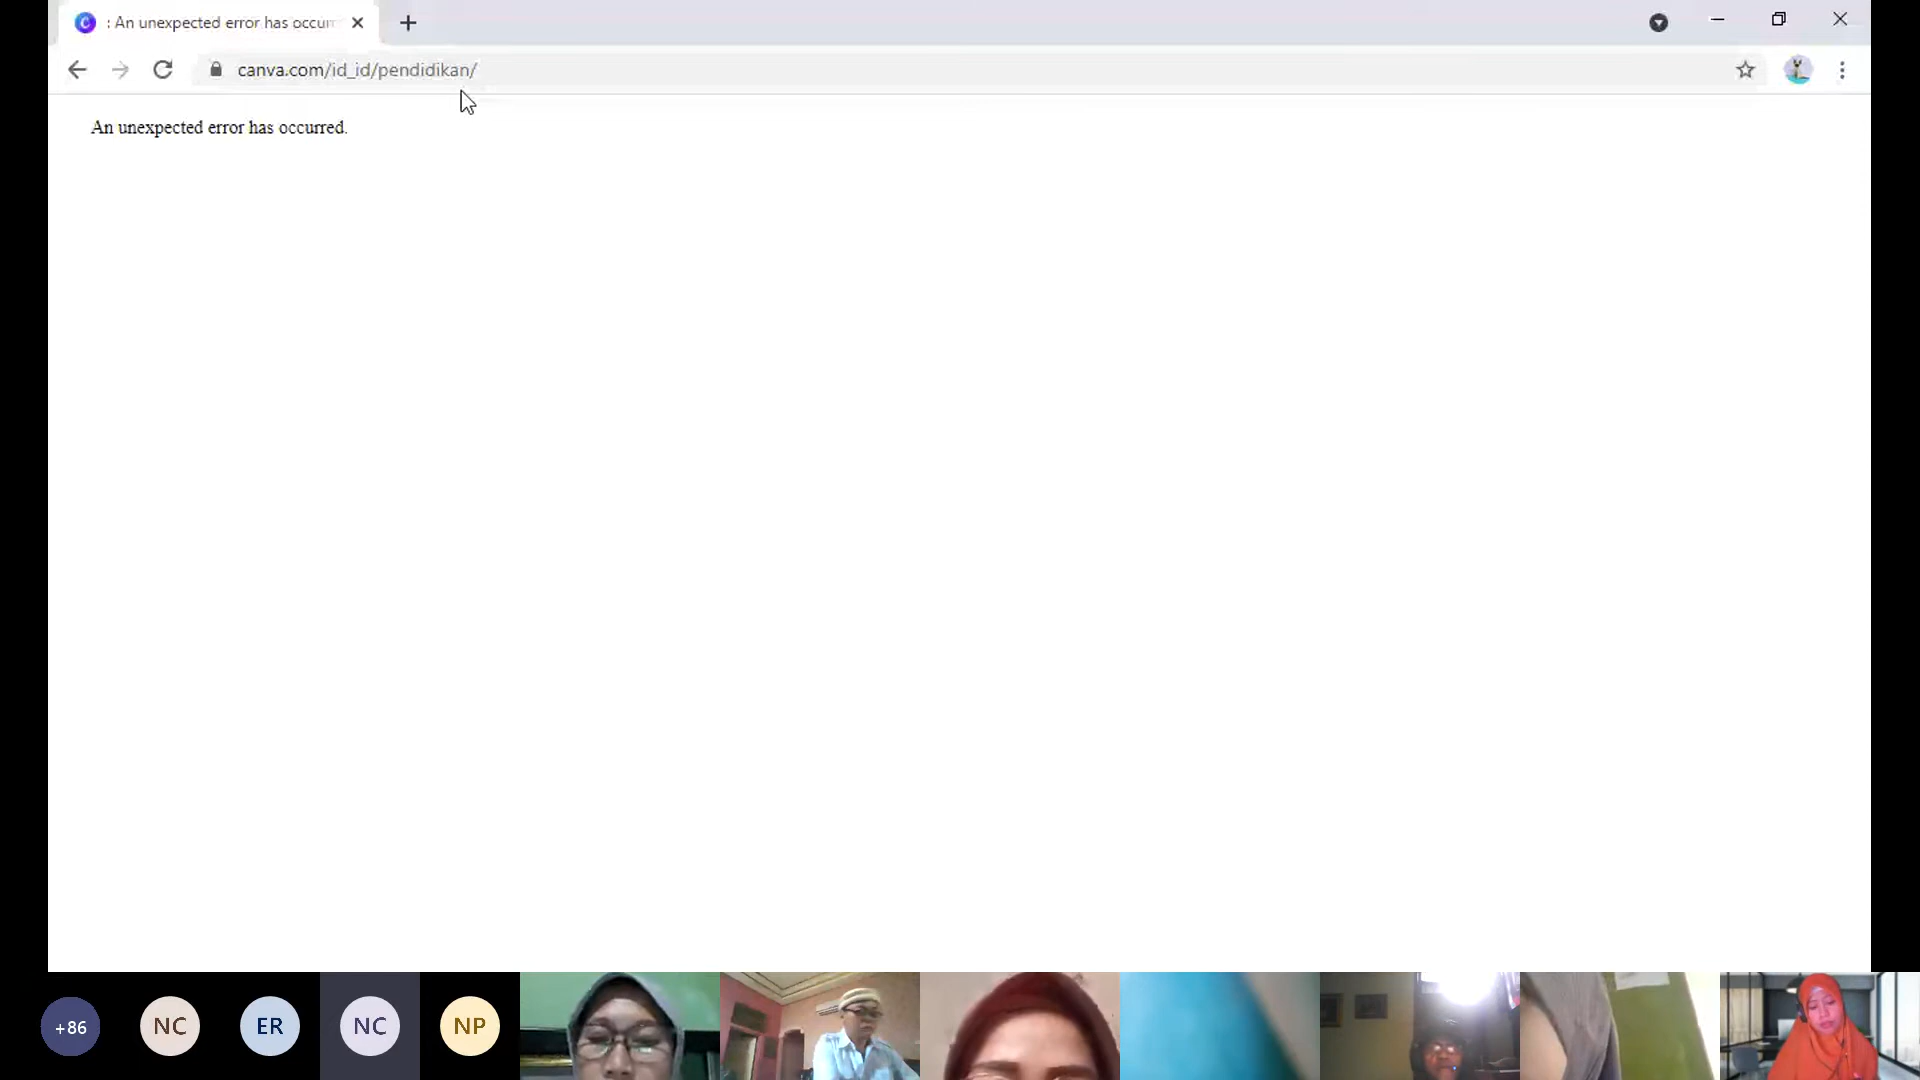 : An unexpected error has occurr
canva.com/id_id/pendidikan/
An unexpected error has occurred.
+86
NC
ER
NC
NP